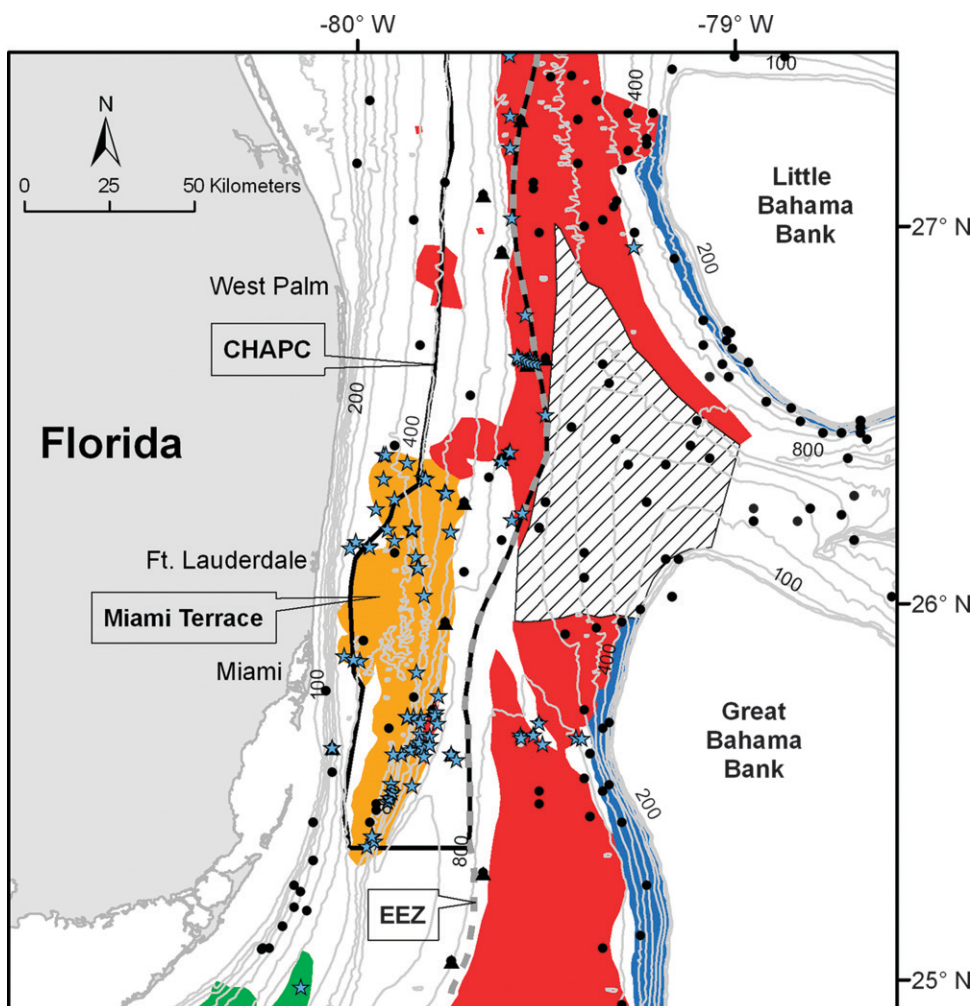 -80° W
-79° W
100
400
N
0 25 50 Kilometers
Little
Bahama
Bank
27° N
200
West Palm
CHAPC
200
400
Florida
800
Ft. Lauderdale
100
Miami Terrace
26° N
Miami
100
400
Great
Bahama
Bank
200
800
EEZ
25° N